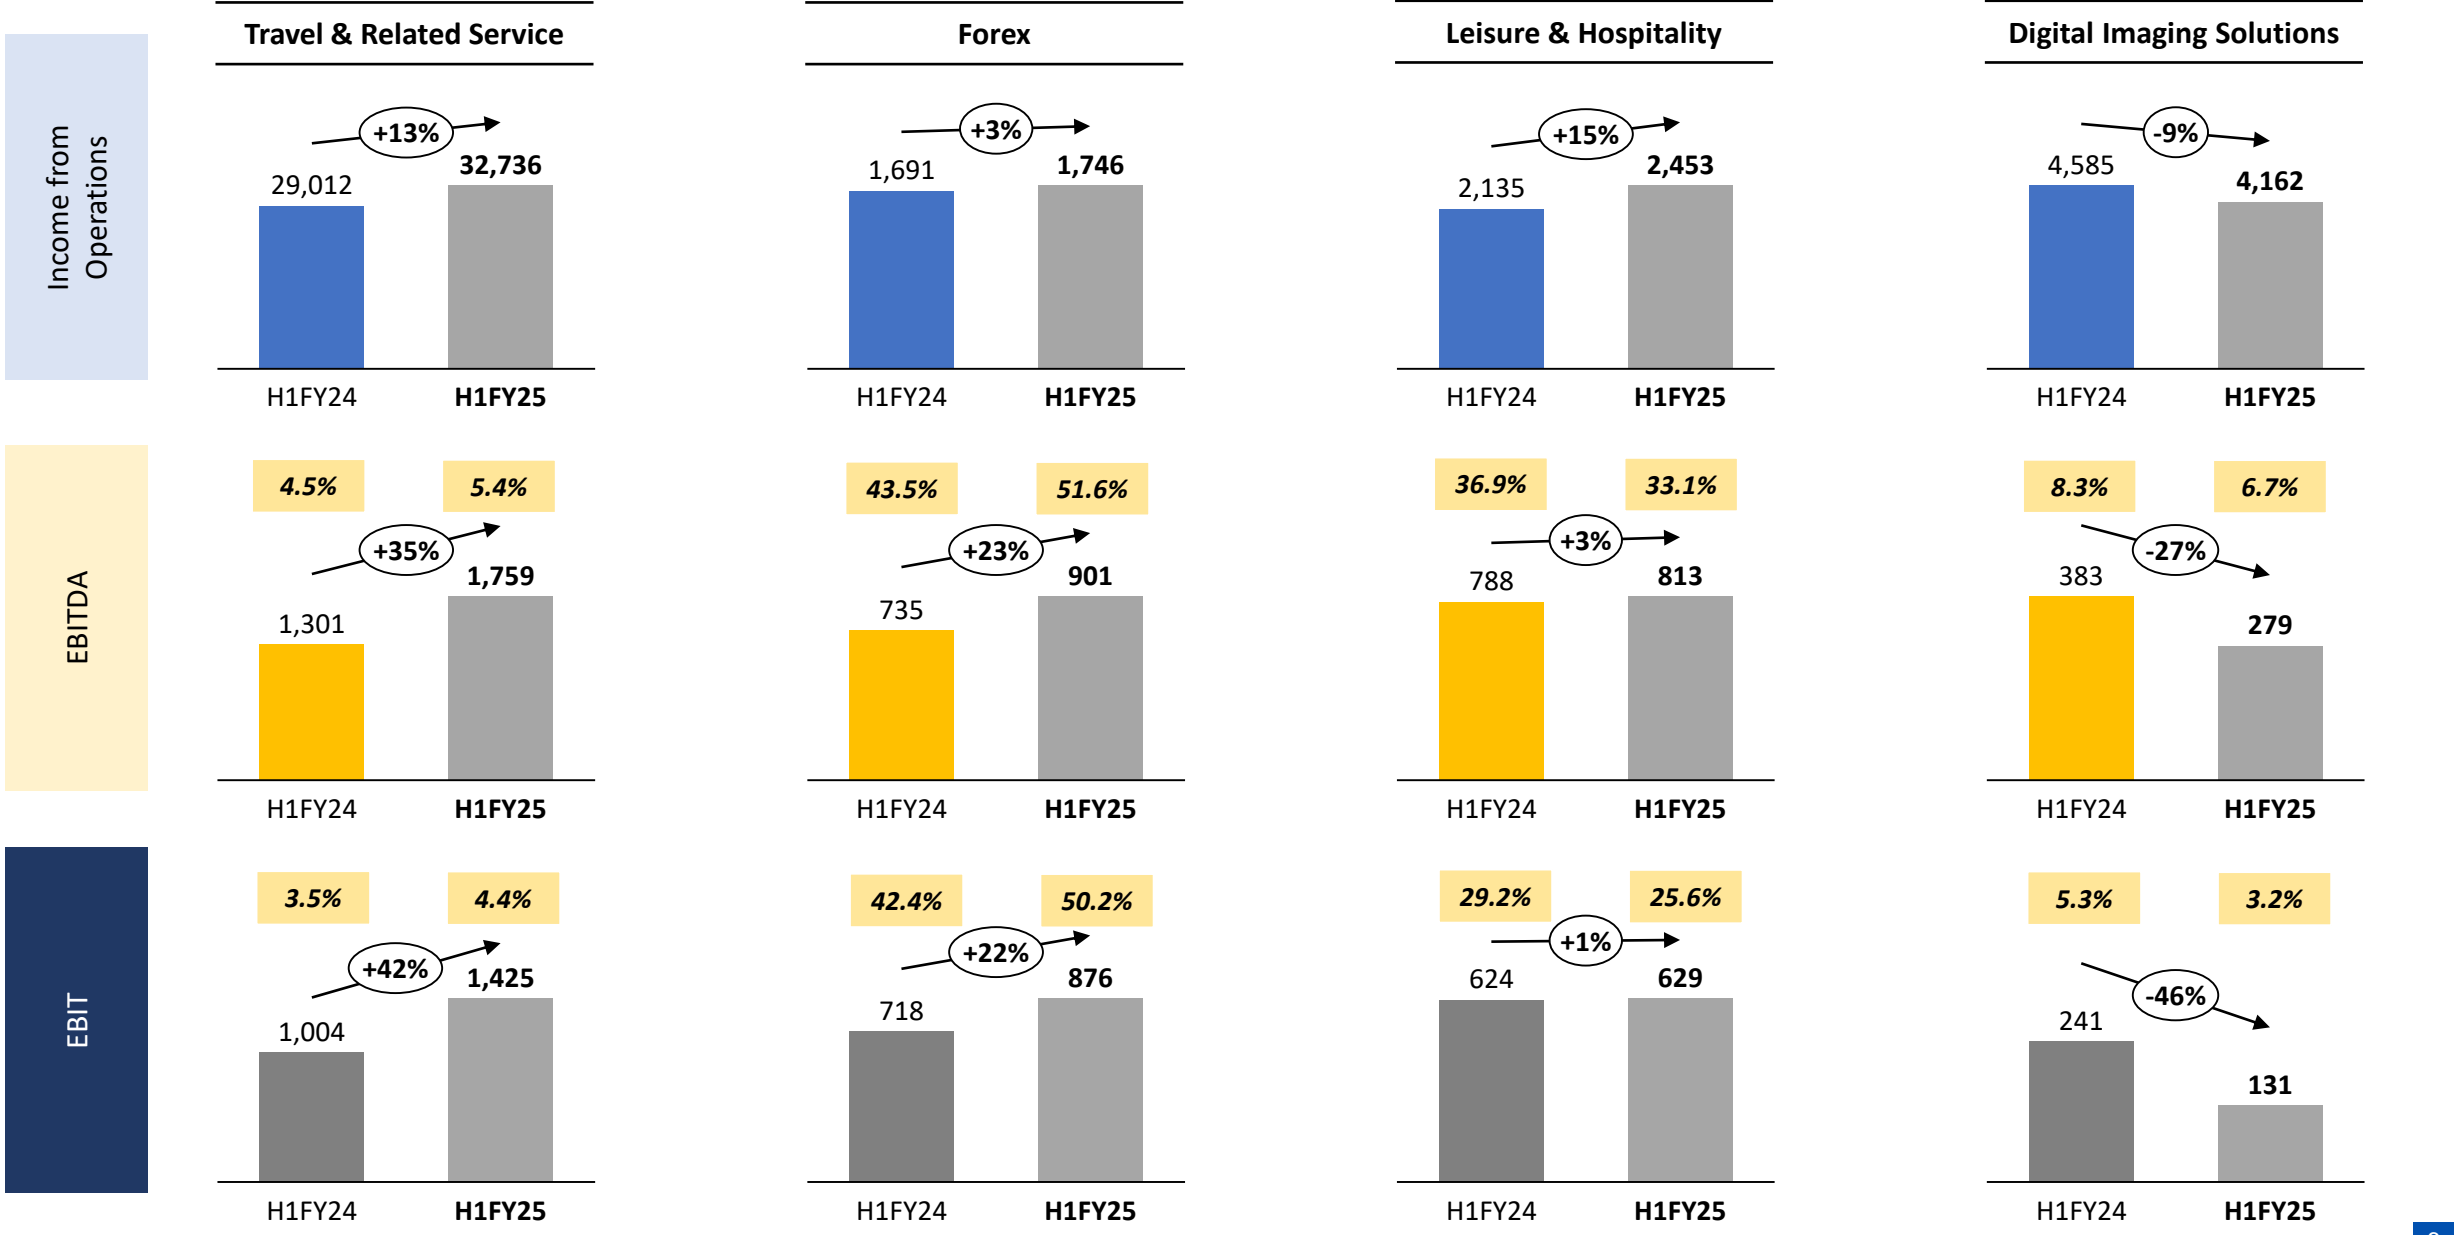 Travel & Related Service
Forex
Leisure & Hospitality
Digital Imaging Solutions
Income from
Operations
+13%
29,012
32,736
H1FY24
H1FY25
+3%
1,691
1,746
H1FY24
H1FY25
+15%
2,135
2,453
H1FY24
H1FY25
-9%
4,585
4,162
H1FY24
H1FY25
EBITDA
4.5%
5.4%
+35%
1,301
1,759
H1FY24
H1FY25
43.5%
51.6%
+23%
735
901
H1FY24
H1FY25
36.9%
33.1%
+3%
788
813
H1FY24
H1FY25
8.3%
6.7%
-27%
383
279
H1FY24
H1FY25
EBIT
3.5%
4.4%
+42%
1,004
1,425
H1FY24
H1FY25
42.4%
50.2%
+22%
718
876
H1FY24
H1FY25
29.2%
25.6%
+1%
624
629
H1FY24
H1FY25
5.3%
3.2%
-46%
241
131
H1FY24
H1FY25